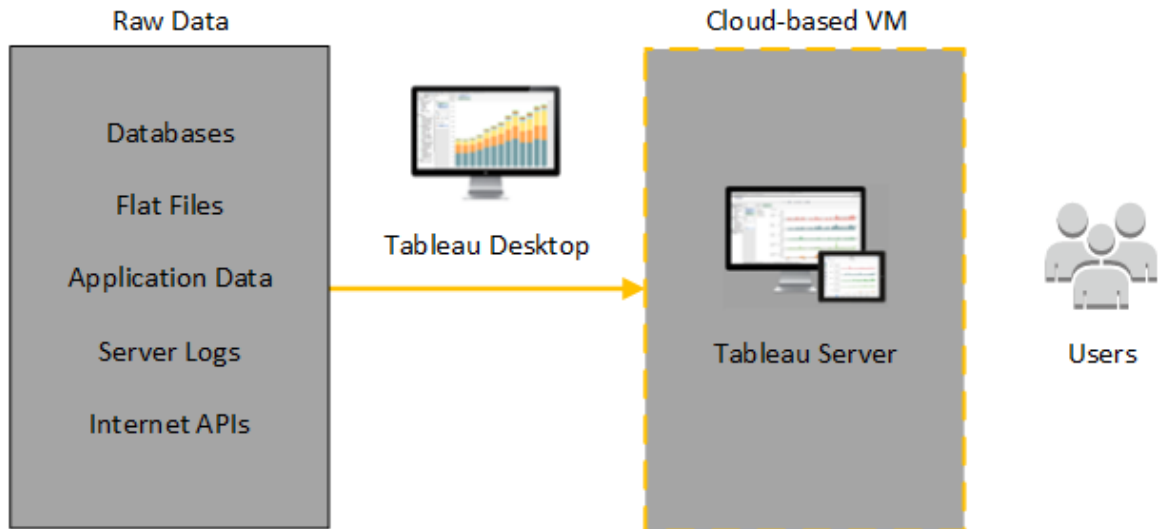 Raw Data
Databases
Flat Files
Application Data
Server Logs
Internet APIs
Tableau Desktop
Cloud-based VM
Tableau Server
Users